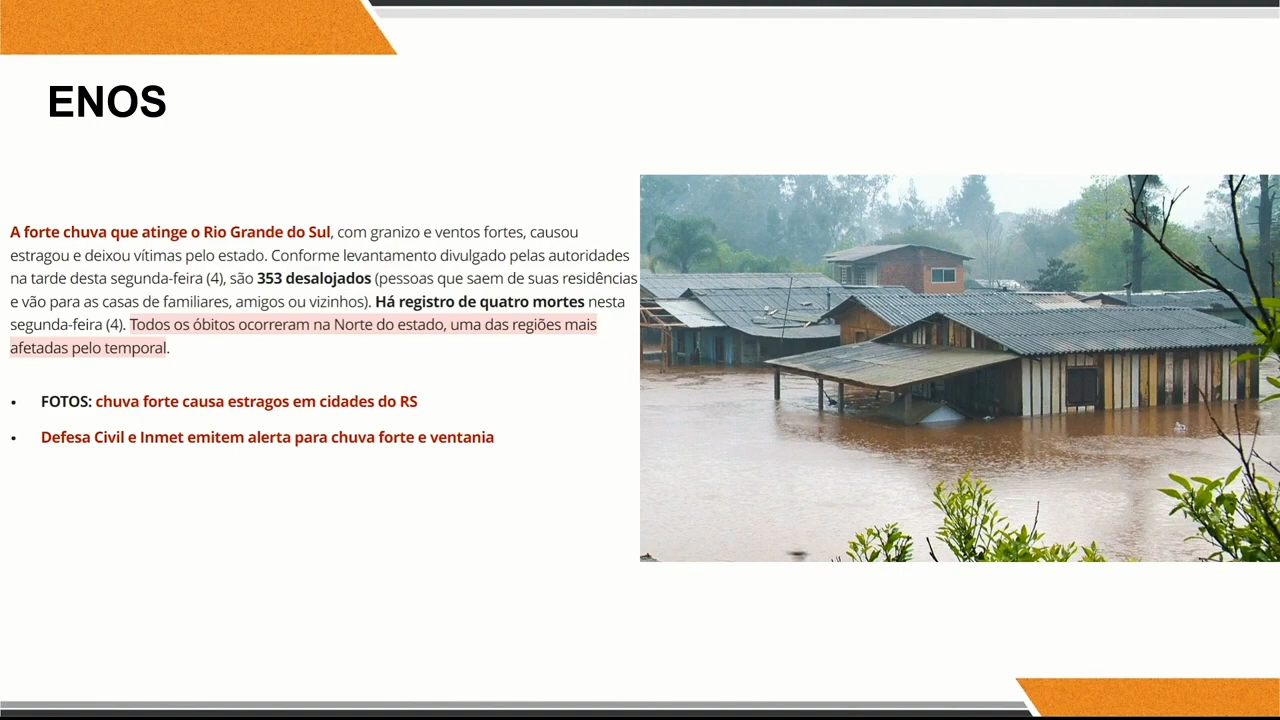 ENOS
A forte chuva que atinge o Rio Grande do Sul, com granizo e ventos fortes, causou
estragou e deixou vítimas pelo estado. Conforme levantamento divulgado pelas autoridades
na tarde desta segunda-feira (4), são 353 desalojados (pessoas que saem de suas residências
e vão para as casas de familiares, amigos ou vizinhos). Há registro de quatro mortes nesta
segunda-feira (4). Todos os óbitos ocorreram na Norte do estado, uma das regiões mais
afetadas pelo temporal.
• FOTOS: chuva forte causa estragos em cidades do RS
• Defesa Civil e Inmet emitem alerta para chuva forte e ventania